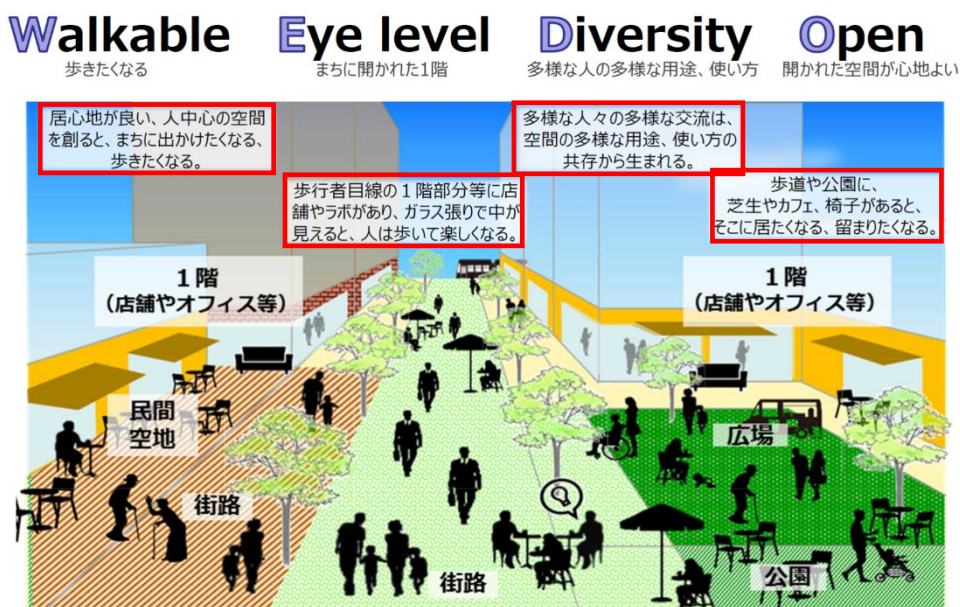 Walkable
歩きたくなる
Eye level
まちに開かれた1階
Diversity
多様な人の多様な用途、使い方
Open
開かれた空間が心地よい
居心地が良い、人中心の空間
を創ると、まちに出かけたくなる、
歩きたくなる。
歩行者目線の1階部分等に店
舗やラボがあり、ガラス張りで中が
見えると、人は歩いて楽しくなる。
多様な人々の多様な交流は、
空間の多様な用途、使い方の
共存から生まれる。
歩道や公園に、
芝生やカフェ、椅子があると、
そこに居たくなる、留まりたくなる。
1階
（店舗やオフィス等）
1階
（店舗やオフィス等）
民間
空地
広場
街路
街路
公園